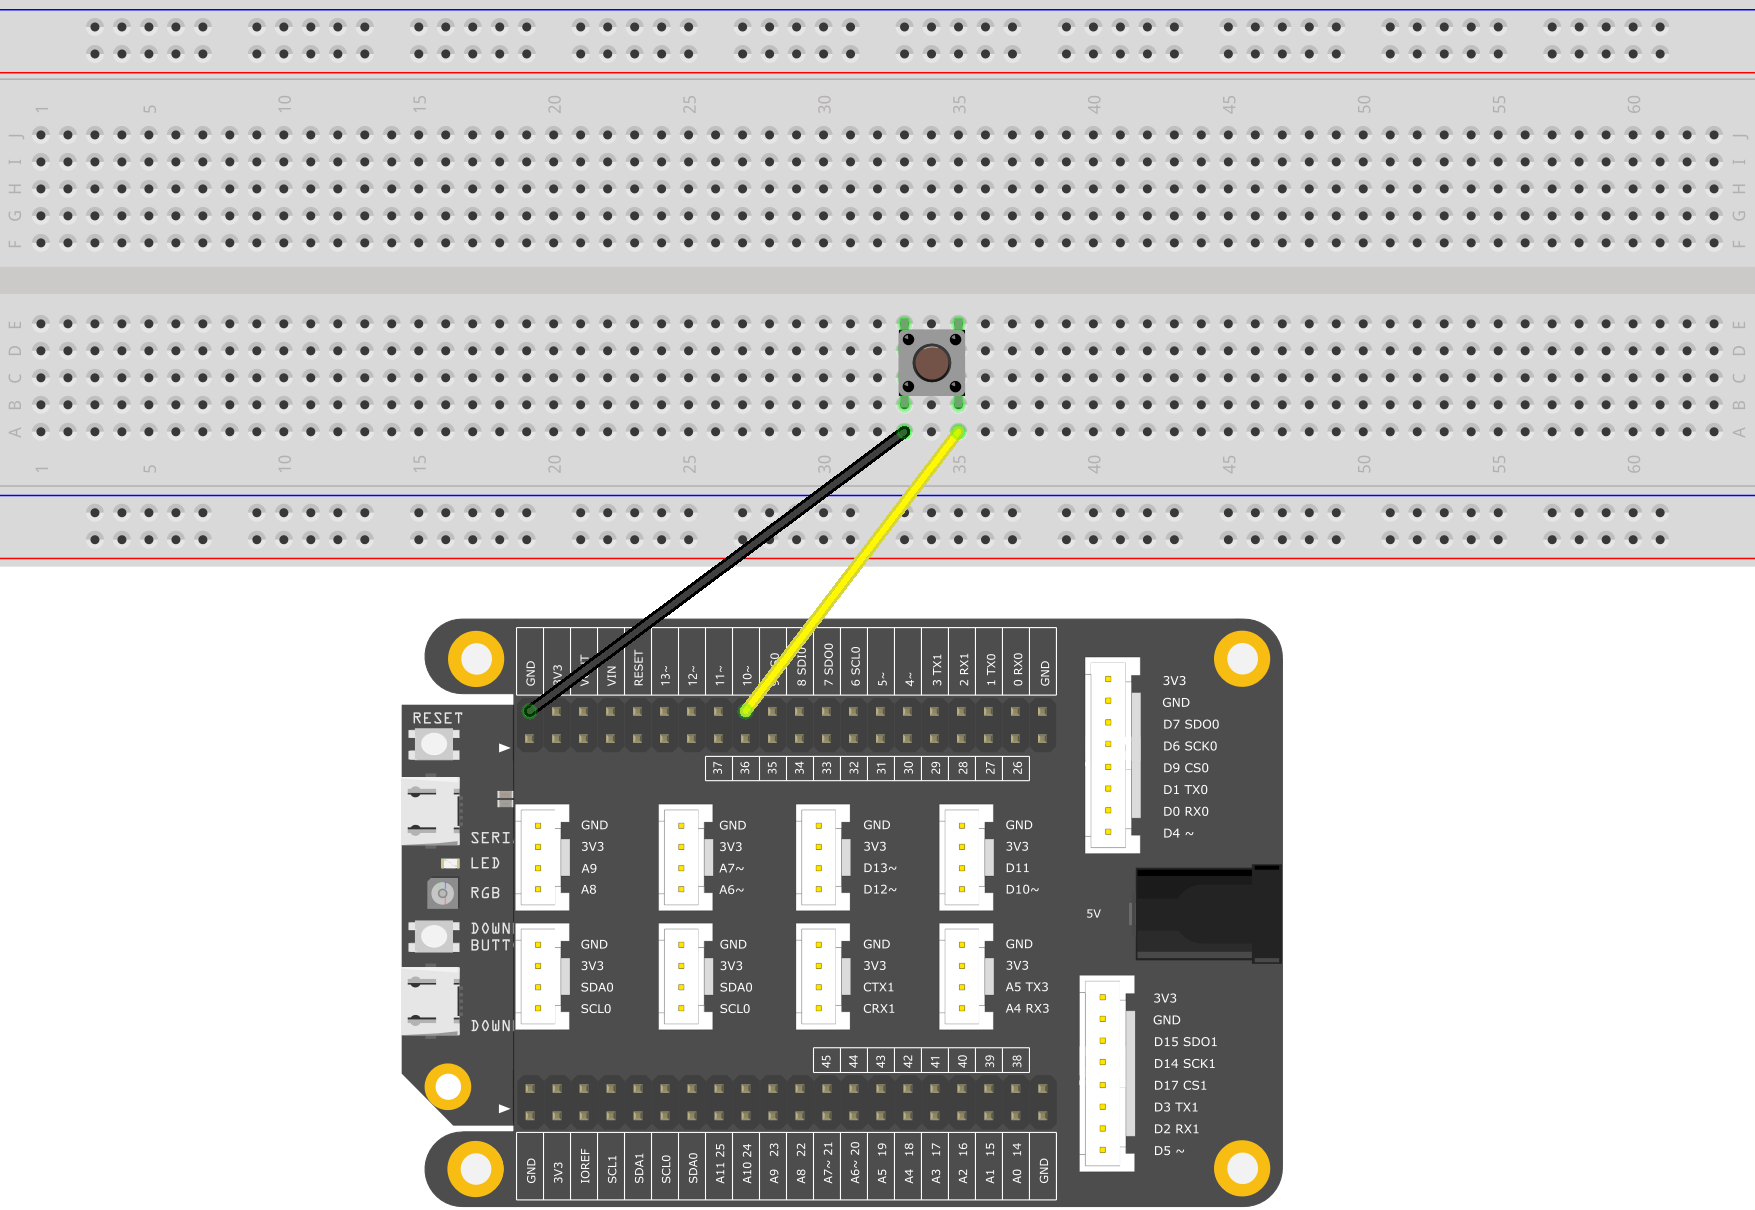 1 5 10 15 20 25 30 35 40 45 50 55 60
J J
I I
H H
G G
F F
E E
D D
C C
B B
A A
1 5 10 15 20 25 30 35 40 45 50 55 60
GND 3V3 VIN RESET 13~ 12~ 11~ 10~ 8 SDI0 7 SDO0 6 SCL0 5~ 4~ 3 TX1 2 RX1 1 TX0 0 RX0 GND
37 36 35 34 33 32 31 30 29 28 27 26
RESET
SERI
LED
RGB
DOWN
BUTT
DOWN
GND
3V3
A9
A8
GND
3V3
A7~
A6~
GND
3V3
D13~
D12~
GND
3V3
D11
D10~
GND
3V3
SDA0
SCL0
GND
3V3
SDA0
SCL0
GND
3V3
CTX1
CRX1
GND
3V3
A5 TX3
A4 RX3
3V3
GND
D7 SDO0
D6 SCK0
D9 CS0
D1 TX0
D0 RX0
D4 ~
5V
3V3
GND
D15 SDO1
D14 SCK1
D17 CS1
D3 TX1
D2 RX1
D5 ~
45 44 43 42 41 40 39 38
GND 3V3 IOREF SCL1 SDA1 SCL0 SDA0 A11 25 A10 24 A9 23 A8 22 A7~ 21 A6~ 20 A5 19 A4 18 A3 17 A2 16 A1 15 A0 14 GND